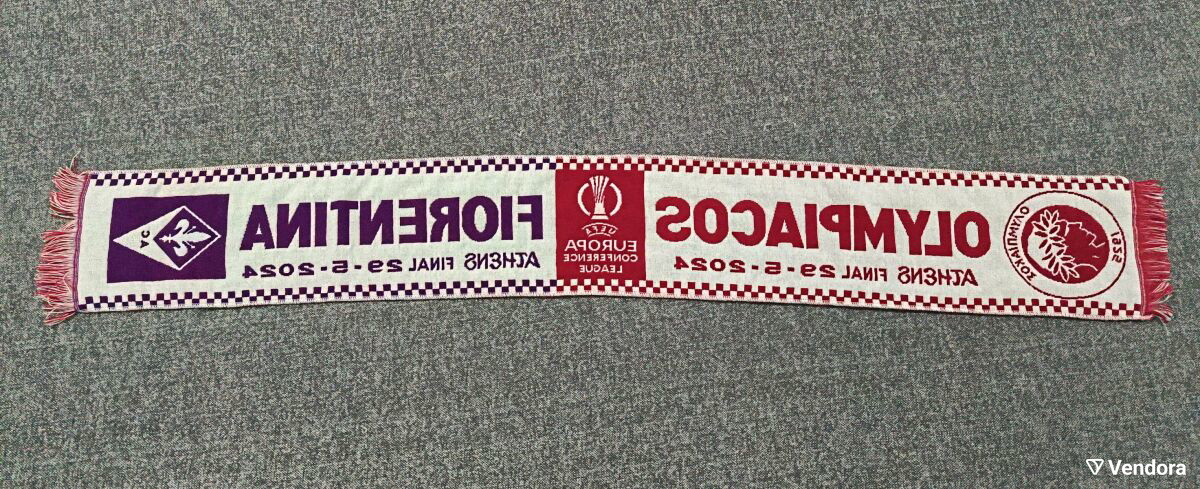 OLYMPIACOS
ATHENS FINAL 29-5-2024
ΟΛΥΜΠΙΑΚΟΣ
1925
UEFA
EUROPA
CONFERENCE
LEAGUE
FIORENTINA
ATHENS FINAL 29-5-2024
AC
Vendora